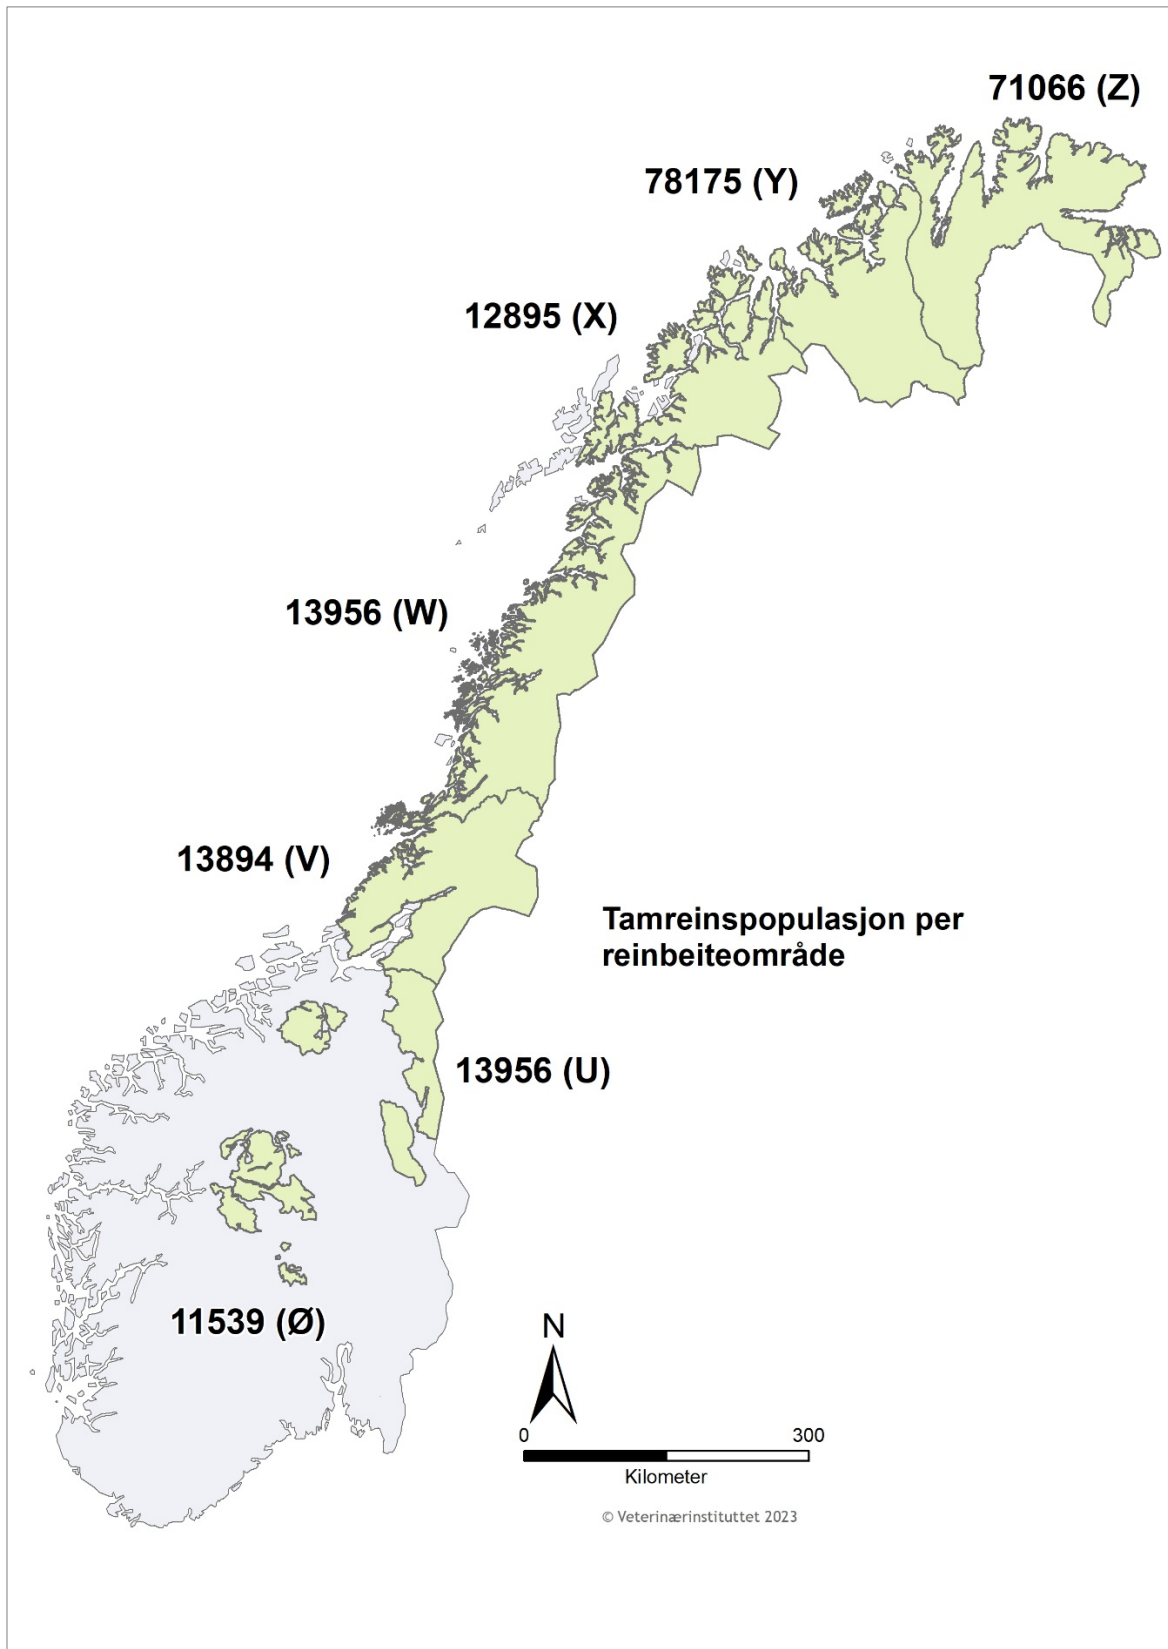 71066 (Z)
78175 (Y)
12895 (X)
13956 (W)
13894 (V)
Tamreinspopulasjon per
reinbeiteområde
13956 (U)
11539 (Ø)
N
0 300
Kilometer
© Veterinærinstituttet 2023